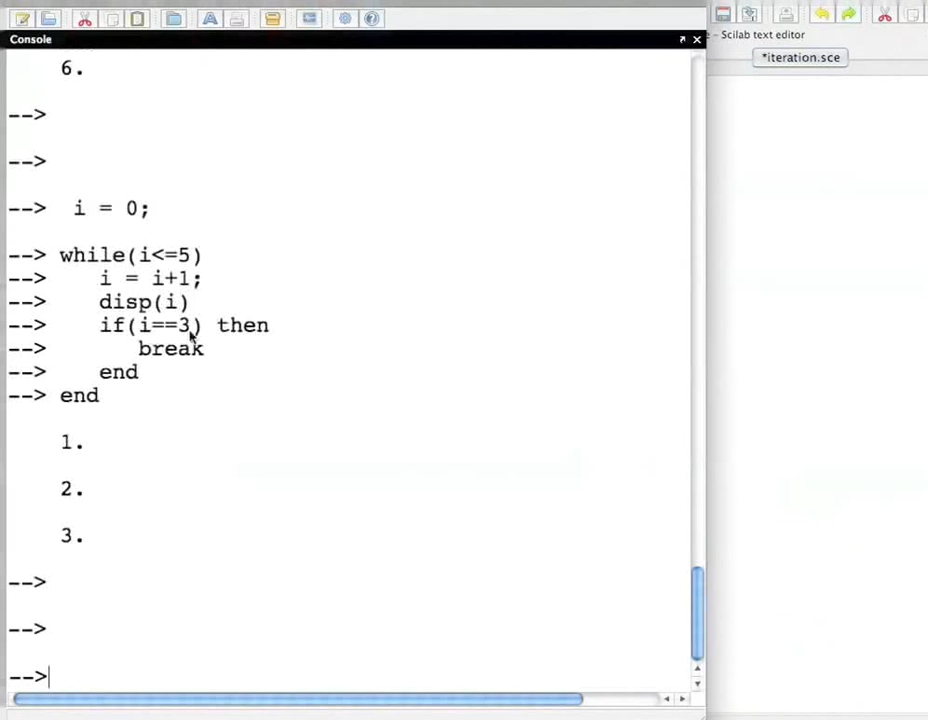 Console
– Scilab text editor
*iteration.sce
6.
-->
-->
--> i = 0;
--> while(i<=5)
--> i = i+1;
--> disp(i)
--> if(i==3) then
--> break
--> end
--> end
1.
2.
3.
-->
-->
-->